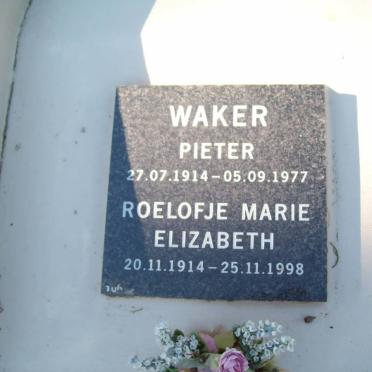 WAKER
PIETER
27.07.1914 – 05.09.1977
ROELOFJE MARIE
ELIZABETH
20.11.1914 – 25.11.1998